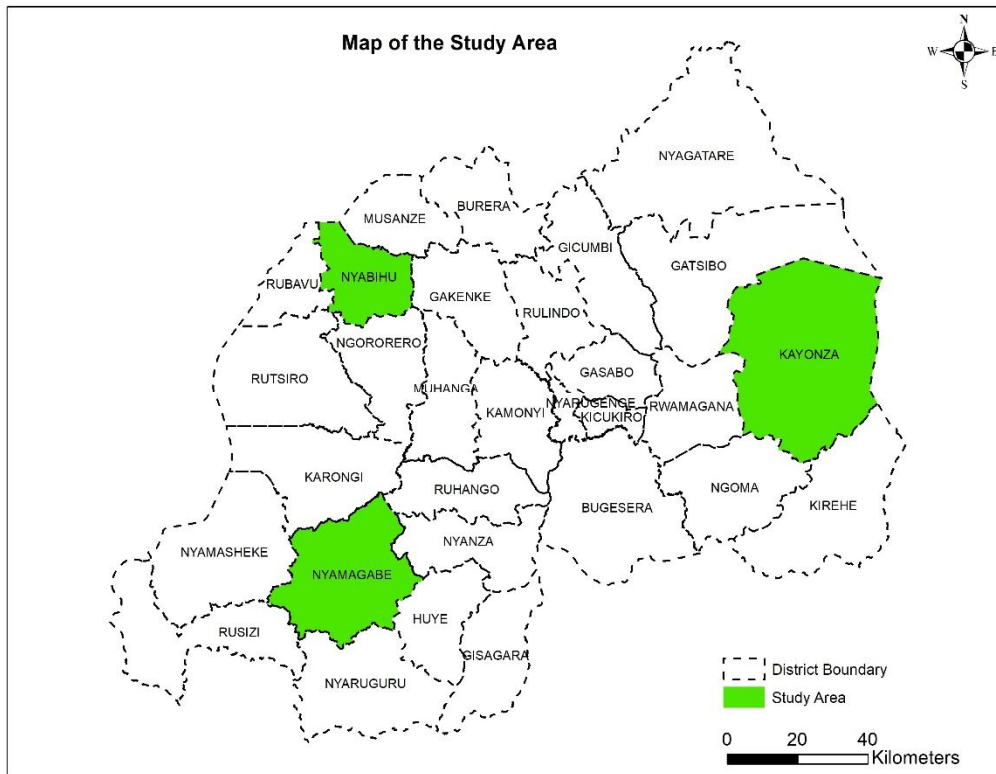 Map of the Study Area
N
W E
S
NYAGATARE
BURERA
MUSANZE
GICUMBI
GATSIBO
NYABIHU
RUBAVU
GAKENKE
RULINDO
NGORORERO
KAYONZA
GASABO
RUTSIRO
MUHANGA
KAMONYI
NYARUGENGE
RWAMAGANA
KICUKIRO
KARONGI
RUHANGO
NGOMA
BUGESERA
KIREHE
NYANZA
NYAMASHEKE
NYAMAGABE
HUYE
RUSIZI
GISAGARA
NYARUGURU
District Boundary
Study Area
0 20 40
Kilometers